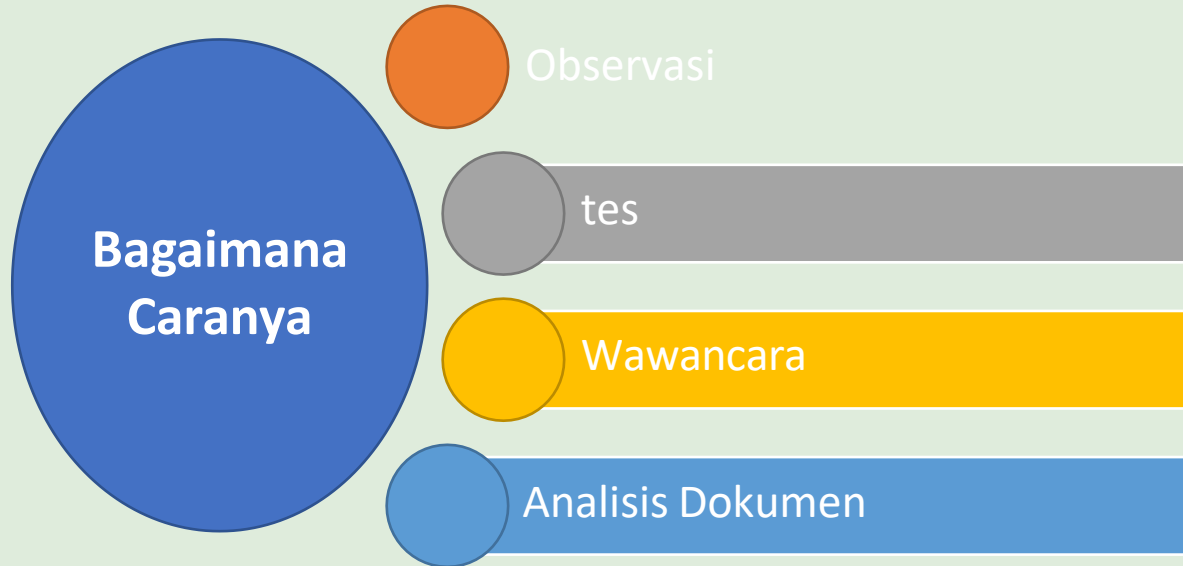 Bagaimana
Caranya
Observasi
tes
Wawancara
Analisis Dokumen